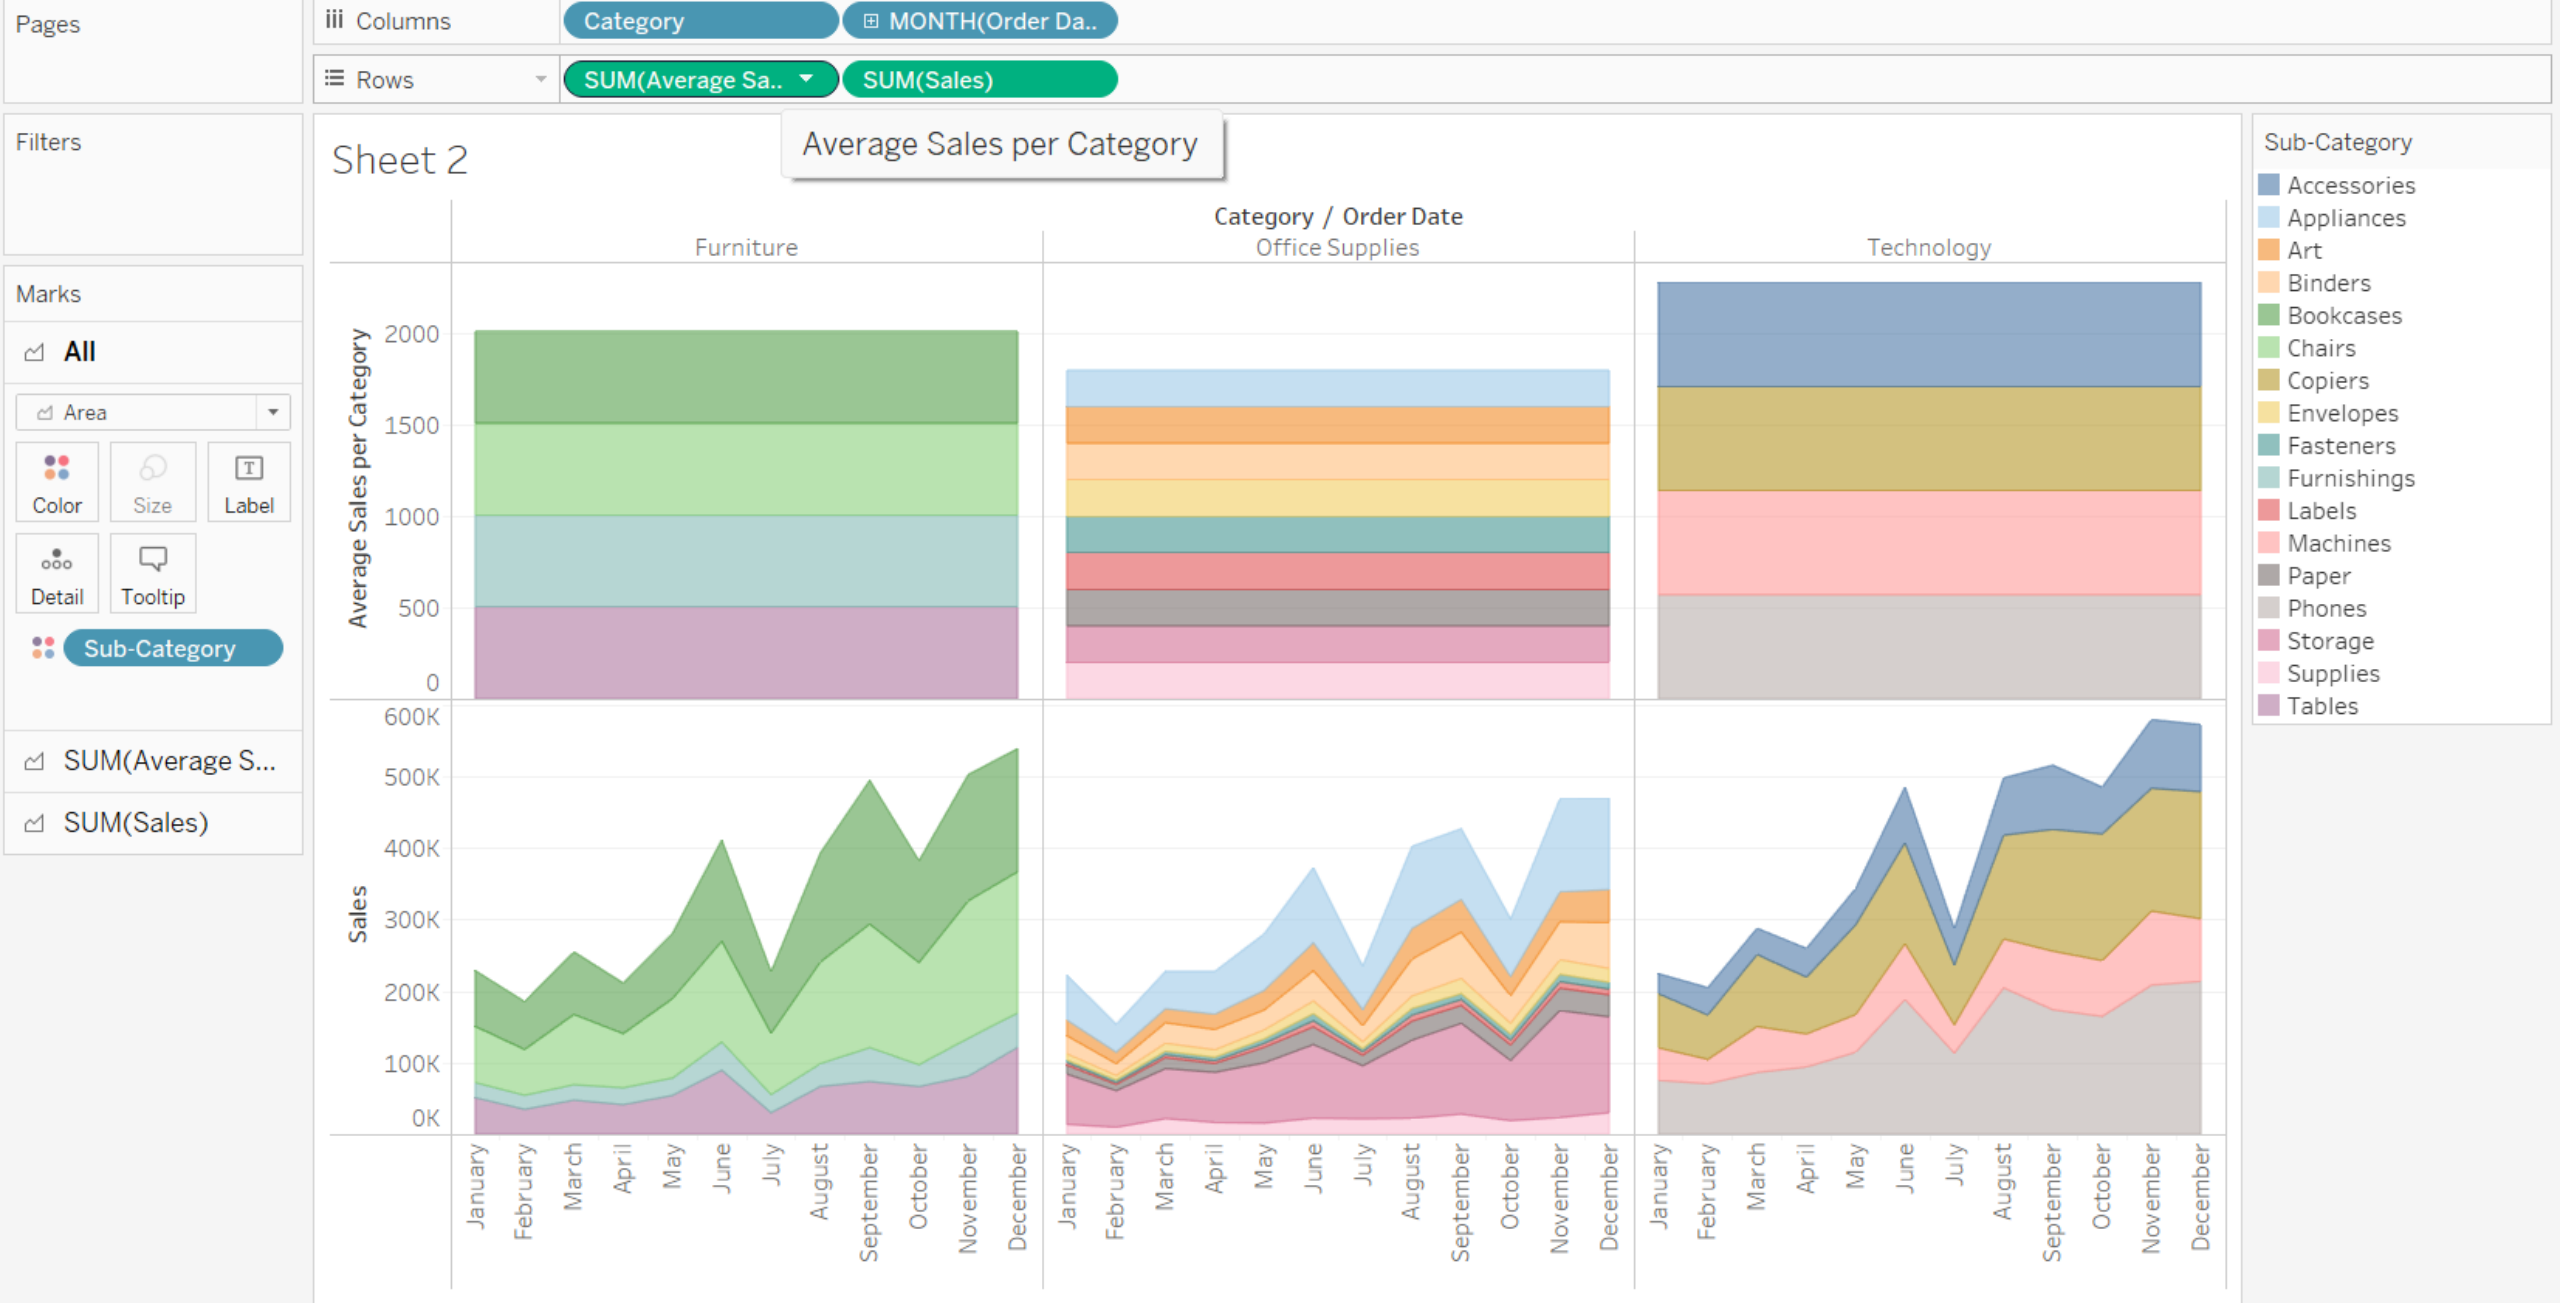 Pages
Columns
Category
MONTH(Order Da..
Rows
SUM(Average Sa..
SUM(Sales)
Average Sales per Category
Filters
Marks
All
Area
Color
Size
Label
Detail
Tooltip
Sub-Category
SUM(Average S...
SUM(Sales)
Sheet 2
Category / Order Date
Furniture
Office Supplies
Technology
Average Sales per Category
2000
1500
1000
500
0
Sales
600K
500K
400K
300K
200K
100K
0K
January
February
March
April
May
June
July
August
September
October
November
December
January
February
March
April
May
June
July
August
September
October
November
December
January
February
March
April
May
June
July
August
September
October
November
December
Sub-Category
Accessories
Appliances
Art
Binders
Bookcases
Chairs
Copiers
Envelopes
Fasteners
Furnishings
Labels
Machines
Paper
Phones
Storage
Supplies
Tables